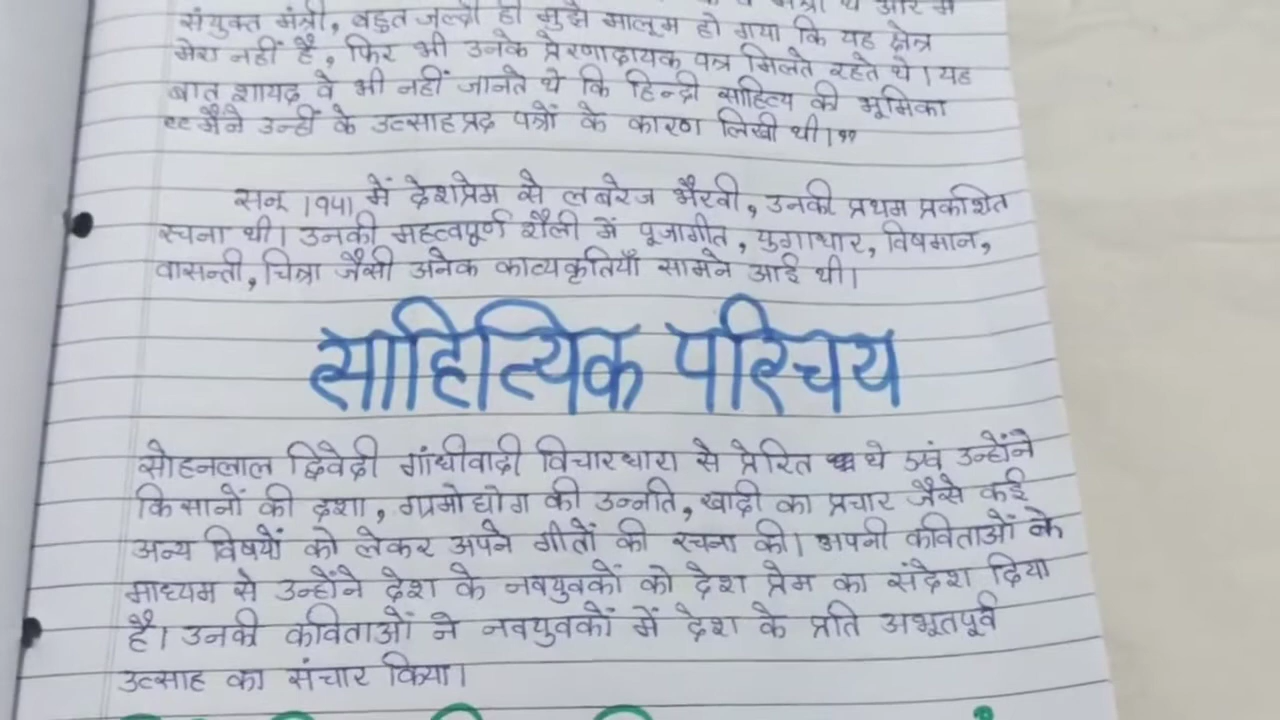 संयुक्त मंत्री, बहुत जल्दी ही मुझे मालूम हो गया कि यह क्षेत्र
मेरा नहीं है, फिर भी उनके प्रेरणादायक पत्र मिलते रहते थे। यह
बात शायद वे भी नहीं जानते थे कि हिन्दी साहित्य की भूमिका
“मैने उन्हीं के उत्साहप्रद पत्रों के कारण लिखी थी।”
सन् 1941 में देशप्रेम से लबरेज भैरवी, उनकी प्रथम प्रकाशित
रचना थी। उनकी महत्वपूर्ण शैली में पूजागीत, युगाधार, विषमान,
वासन्ती, चित्रा जैसी अनेक काव्यकृतियाँ सामने आई थी।
साहित्यिक परिचय
सोहनलाल द्विवेदी गांधीवादी विचारधारा से प्रेरित थे एवं उन्होंने
किसानों की दशा, ग्रमोद्योग की उन्नति, खादी का प्रचार जैसे कई
अन्य विषयों को लेकर अपने गीतों की रचना की। अपनी कविताओं के
माध्यम से उन्होंने देश के नवयुवकों को देश प्रेम का संदेश दिया
है। उनकी कविताओं ने नवयुवकों में देश के प्रति अभूतपूर्व
उत्साह का संचार किया।